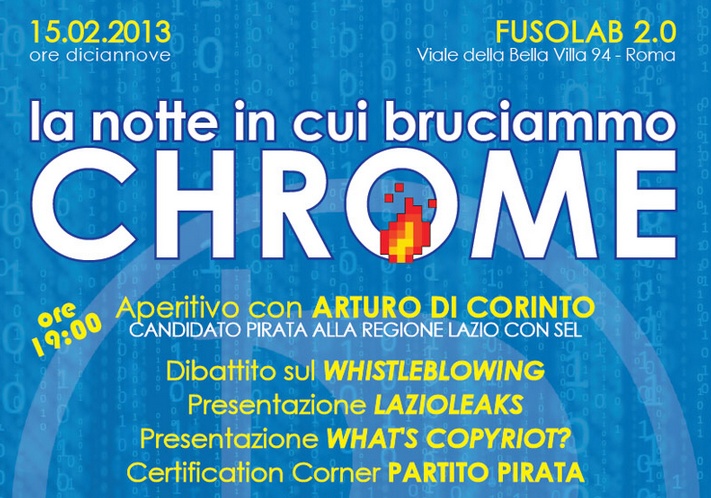 15.02.2013
ore diciannove
FUSOLAB 2.0
Viale della Bella Villa 94 - Roma
la notte in cui bruciammo
CHROME
ore
19:00
Aperitivo con ARTURO DI CORINTO
CANDIDATO PIRATA ALLA REGIONE LAZIO CON SEL
Dibattito sul WHISTLEBLOWING
Presentazione LAZIOLEAKS
Presentazione WHAT'S COPYRIOT?
Certification Corner PARTITO PIRATA